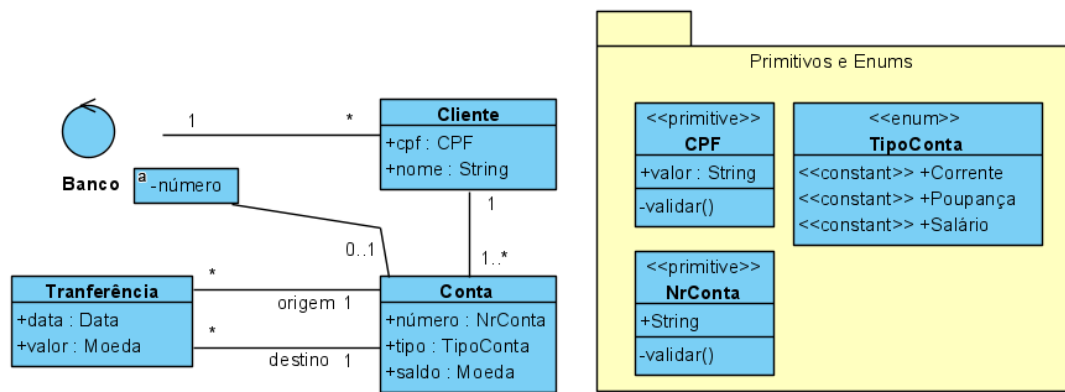 Banco
1
*
a
-número
Cliente
+cpf : CPF
+nome : String
1
1..*
0..1
Tranferência
+data : Data
+valor : Moeda
*
origem 1
*
destino 1
Conta
+número : NrConta
+tipo : TipoConta
+saldo : Moeda
Primitivos e Enums
<<primitive>>
CPF
+valor : String
-validar()
<<enum>>
TipoConta
<<constant>> +Corrente
<<constant>> +Poupança
<<constant>> +Salário
<<primitive>>
NrConta
+String
-validar()